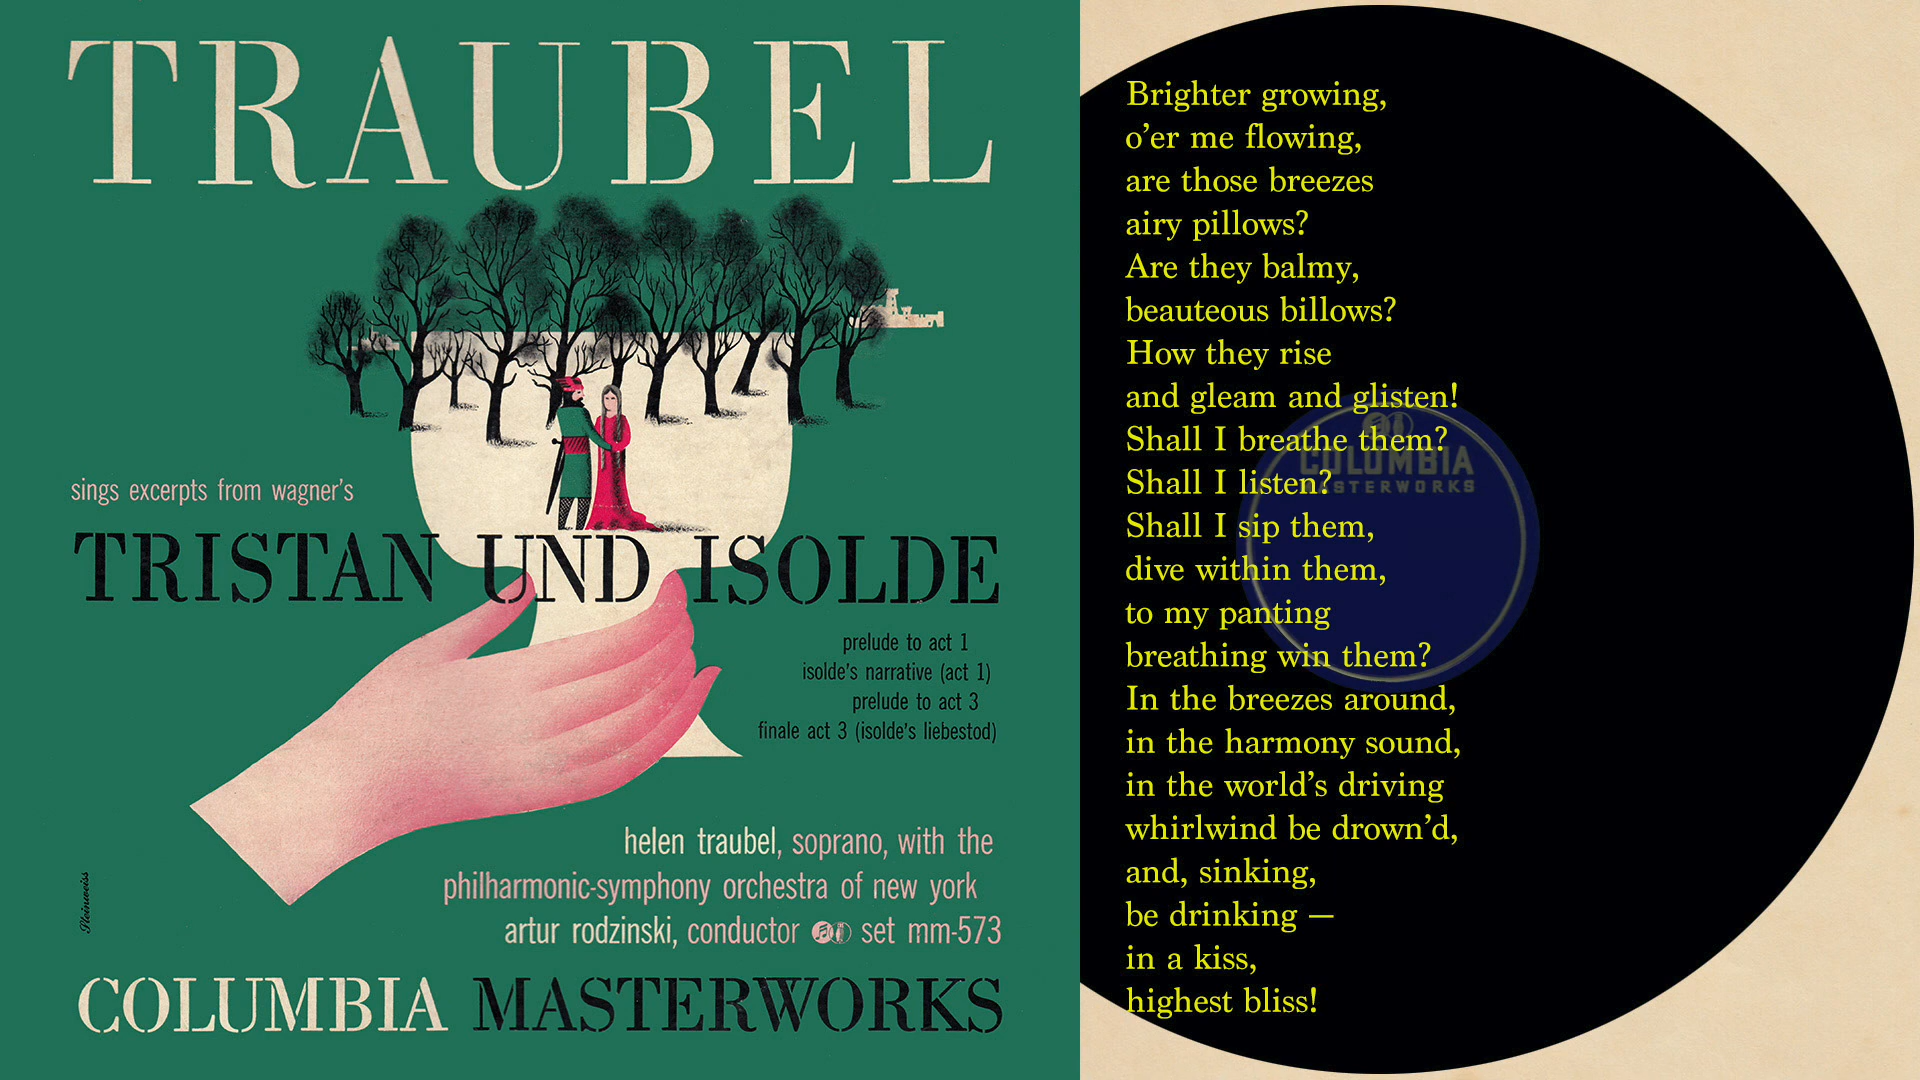 TRAUBEL
sings excerpts from wagner's
TRISTAN UND ISOLDE
prelude to act 1
isolde's narrative (act 1)
prelude to act 3
finale act 3 (isolde's liebestod)
helen traubel, soprano, with the
philharmonic-symphony orchestra of new york
artur rodzinski, conductor set mm-573
Steinweiss
COLUMBIA MASTERWORKS
Brighter growing,
o’er me flowing,
are those breezes
airy pillows?
Are they balmy,
beauteous billows?
How they rise
and gleam and glisten!
Shall I breathe them?
Shall I listen?
Shall I sip them,
dive within them,
to my panting
breathing win them?
In the breezes around,
in the harmony sound,
in the world’s driving
whirlwind be drown’d,
and, sinking,
be drinking —
in a kiss,
highest bliss!
COLUMBIA
MASTERWORKS